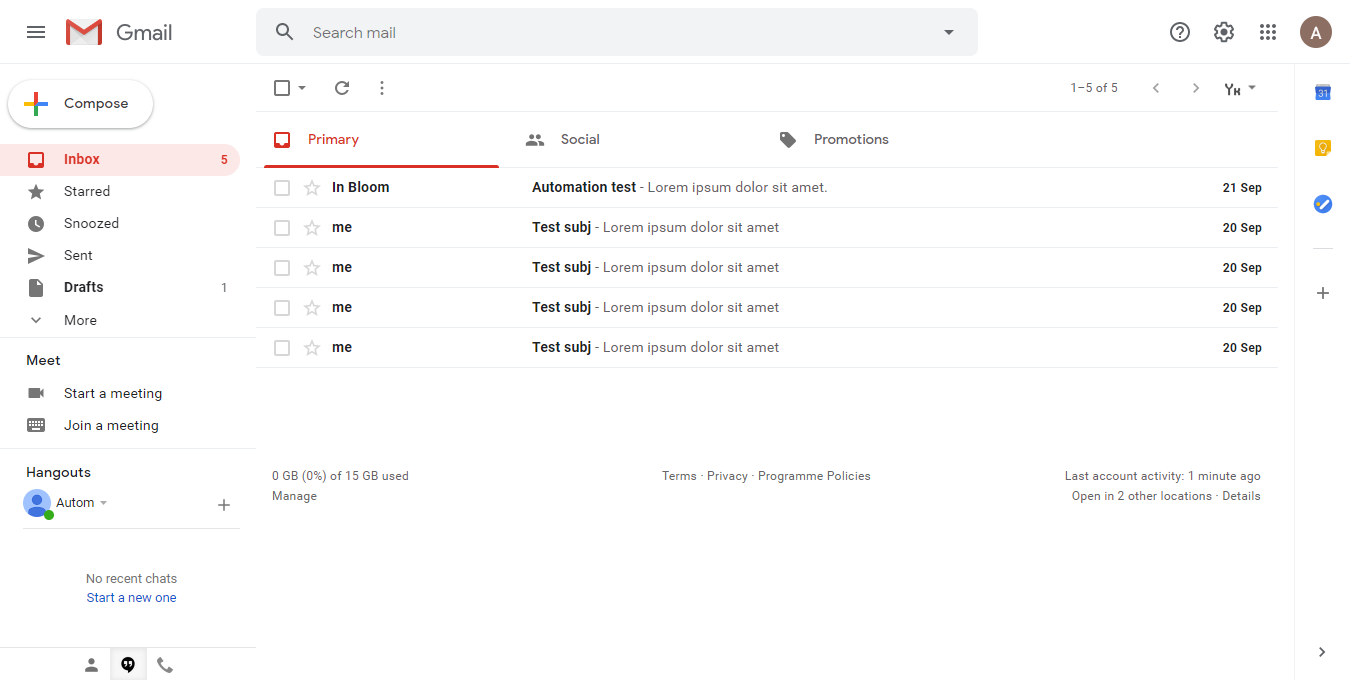 Gmail
Search mail
A
Compose
1–5 of 5
31
Primary
Social
Promotions
Inbox 5
Starred
Snoozed
Sent
Drafts 1
More
In Bloom Automation test - Lorem ipsum dolor sit amet. 21 Sep
me Test subj - Lorem ipsum dolor sit amet 20 Sep
me Test subj - Lorem ipsum dolor sit amet 20 Sep
me Test subj - Lorem ipsum dolor sit amet 20 Sep
me Test subj - Lorem ipsum dolor sit amet 20 Sep
Meet
Start a meeting
Join a meeting
Hangouts
Autom
No recent chats
Start a new one
0 GB (0%) of 15 GB used
Manage
Terms · Privacy · Programme Policies
Last account activity: 1 minute ago
Open in 2 other locations · Details